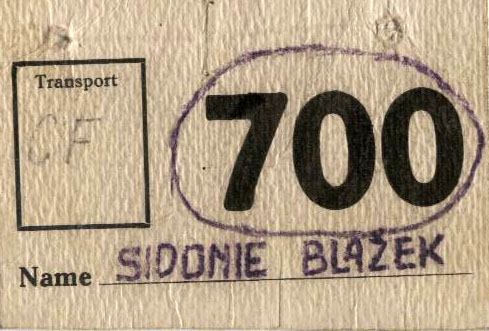 Transport
CF
700
Name SIDONIE BLAŽEK